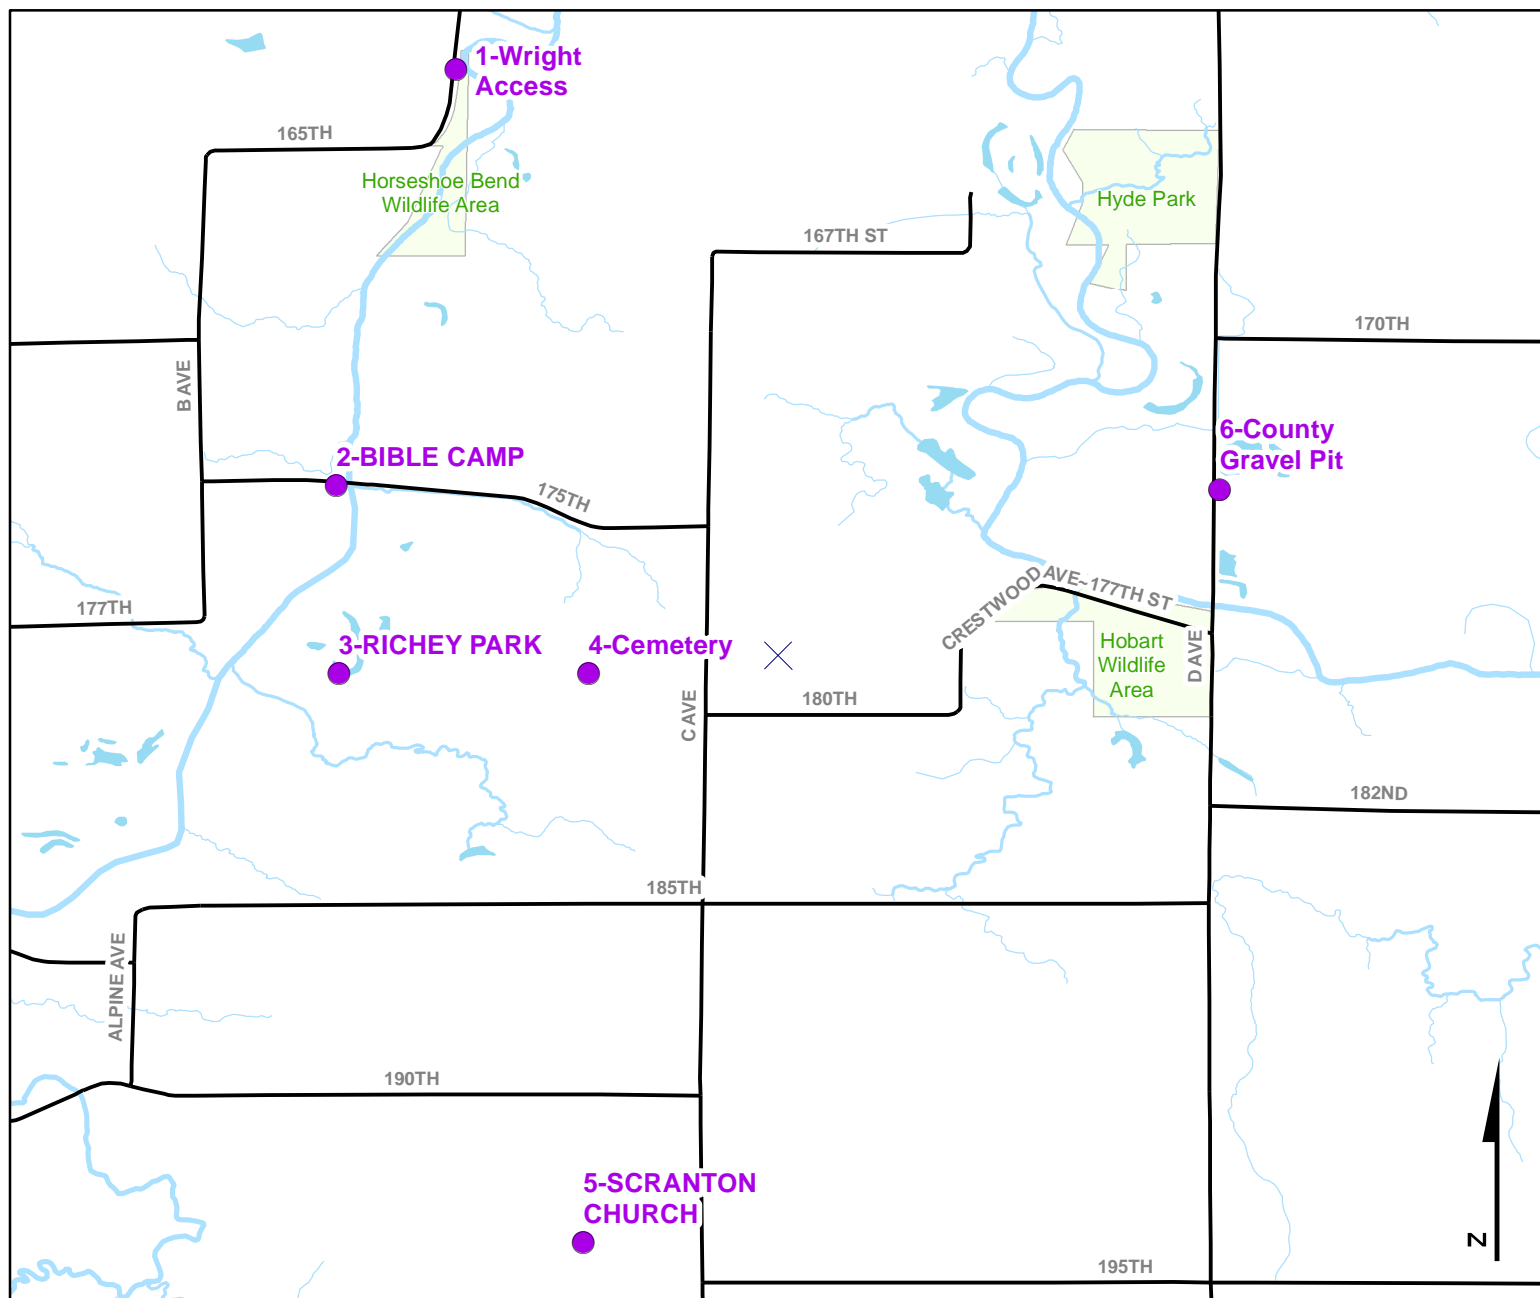 1-Wright
Access
165TH
Horseshoe Bend
Wildlife Area
Hyde Park
167TH ST
170TH
B AVE
6-County
Gravel Pit
2-BIBLE CAMP
175TH
CRESTWOOD AVE~177TH ST
177TH
3-RICHEY PARK
4-Cemetery
Hobart
Wildlife
Area
D AVE
180TH
C AVE
182ND
185TH
ALPINE AVE
190TH
5-SCRANTON
CHURCH
195TH
N